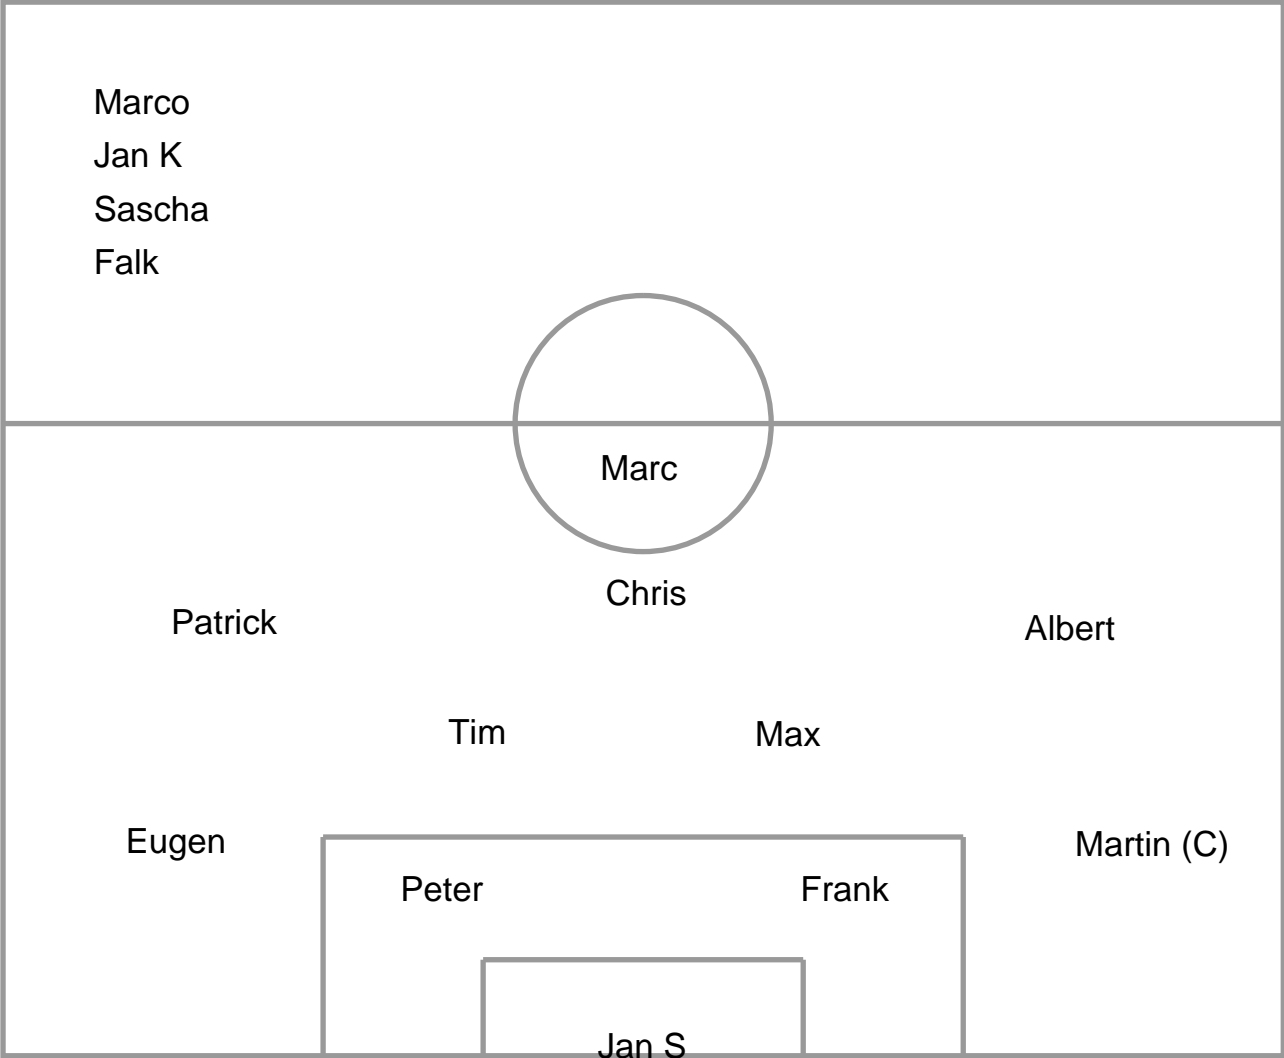 Marco
Jan K
Sascha
Falk
Marc
Chris
Patrick
Albert
Tim
Max
Eugen
Martin (C)
Peter
Frank
Jan S